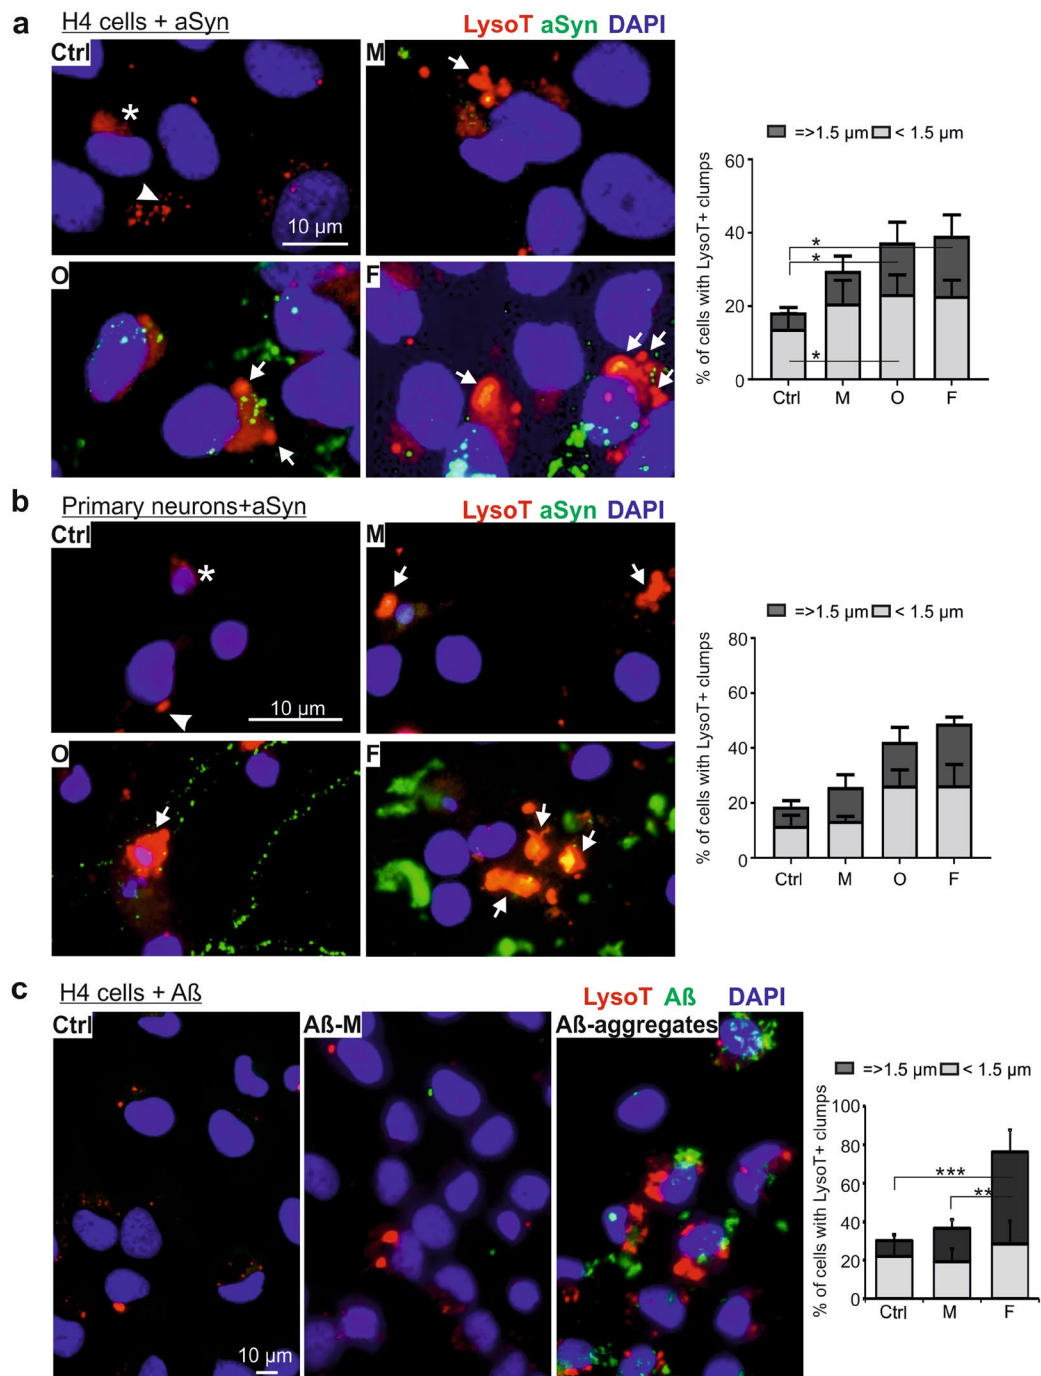 a
H4 cells + aSyn
LysoT aSyn DAPI
Ctrl
*
10 µm
M
O
F
=>1.5 µm < 1.5 µm
% of cells with LysoT+ clumps
60
40
20
0
*
*
*
Ctrl M O F
b
Primary neurons+aSyn
LysoT aSyn DAPI
Ctrl
*
10 µm
M
O
F
=>1.5 µm < 1.5 µm
% of cells with LysoT+ clumps
80
60
40
20
0
Ctrl M O F
c
H4 cells + Aß
LysoT Aß DAPI
Ctrl
10 µm
Aß-M
Aß-aggregates
=>1.5 µm < 1.5 µm
% of cells with LysoT+ clumps
100
80
60
40
20
0
***
**
Ctrl M F